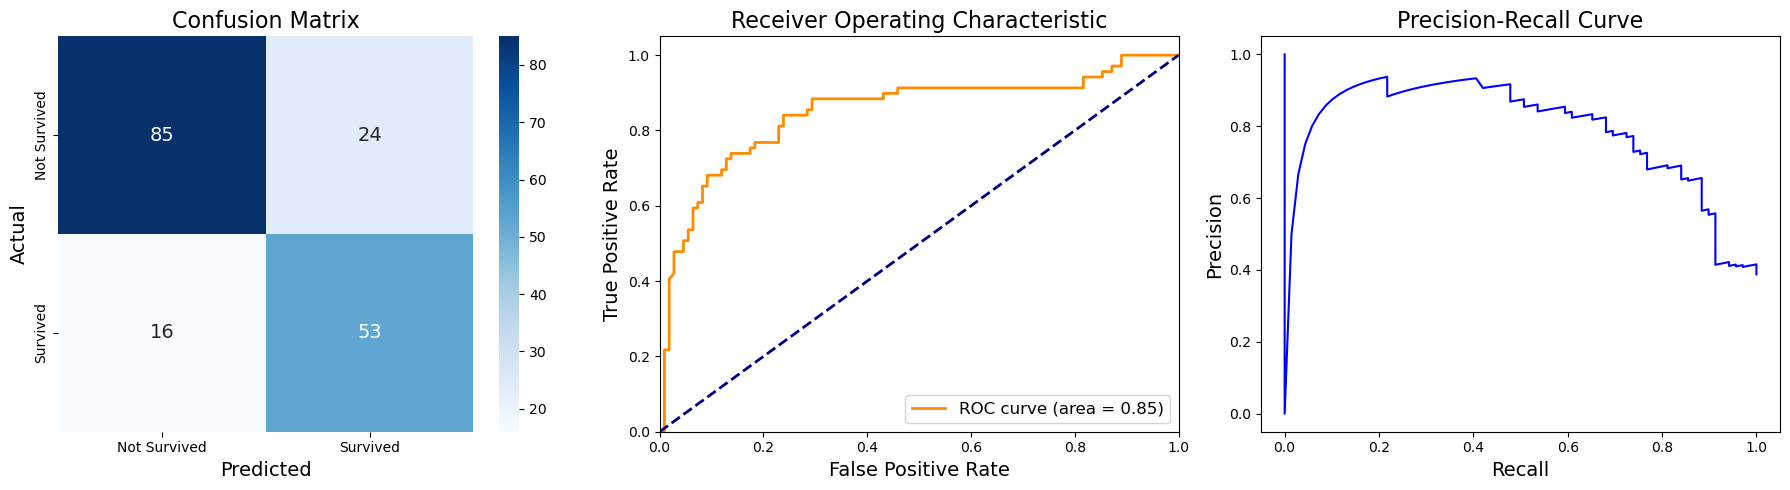 Confusion Matrix
Not Survived
Survived
Actual
85
24
16
53
Not Survived
Survived
Predicted
80
70
60
50
40
30
20
Receiver Operating Characteristic
True Positive Rate
1.0
0.8
0.6
0.4
0.2
0.0
0.0
0.2
0.4
0.6
0.8
1.0
False Positive Rate
ROC curve (area = 0.85)
Precision-Recall Curve
Precision
1.0
0.8
0.6
0.4
0.2
0.0
0.0
0.2
0.4
0.6
0.8
1.0
Recall